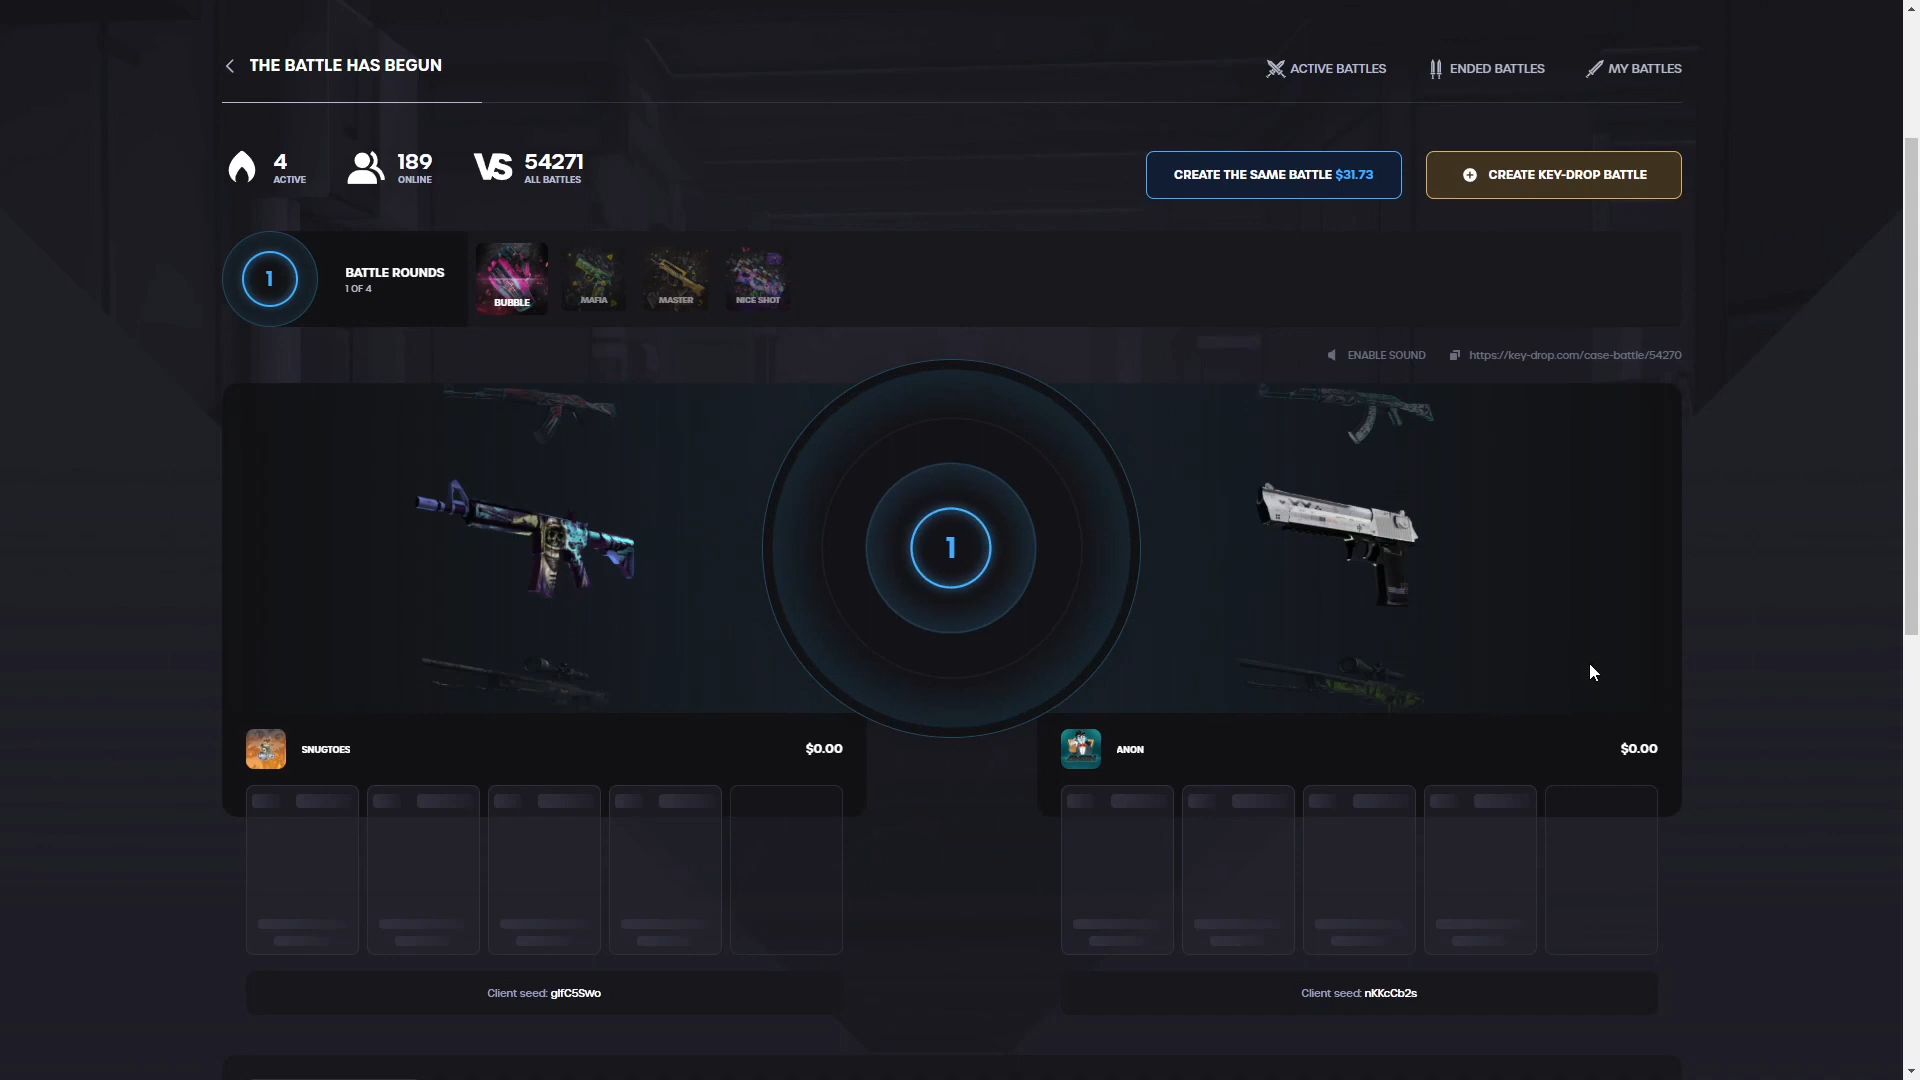 THE BATTLE HAS BEGUN
ACTIVE BATTLES
ENDED BATTLES
MY BATTLES
4
ACTIVE
189
ONLINE
VS
54271
ALL BATTLES
CREATE THE SAME BATTLE $31.73
CREATE KEY-DROP BATTLE
1
BATTLE ROUNDS
1 OF 4
BUBBLE
MAFIA
MASTER
NICE SHOT
ENABLE SOUND
https://key-drop.com/case-battle/54270
1
SNUGTOES
$0.00
ANON
$0.00
Client seed: glfC5SWo
Client seed: nKKcCb2s